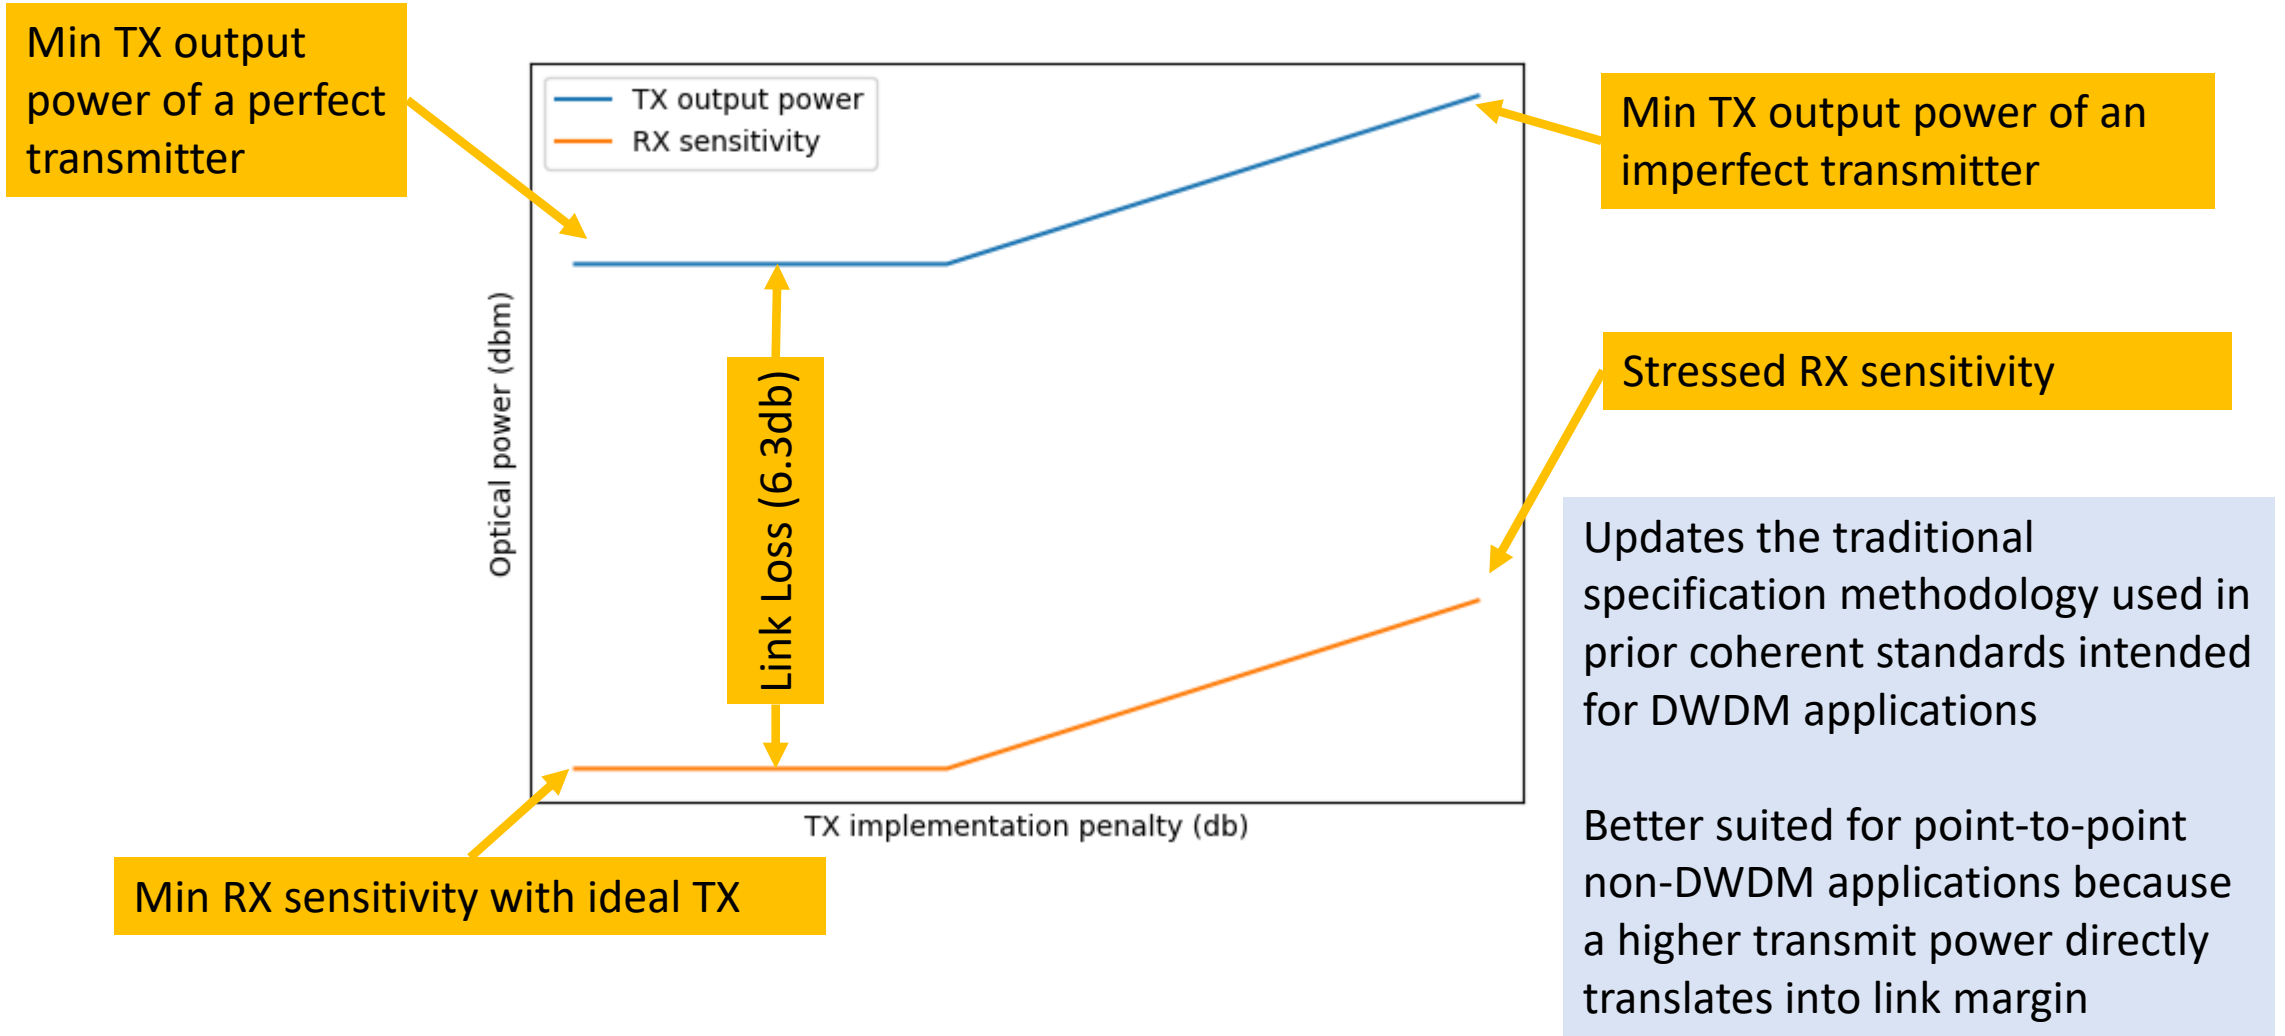 Min TX output
power of a perfect
transmitter
TX output power
RX sensitivity
Min TX output power of an
imperfect transmitter
Optical power (dbm)
Link Loss (6.3db)
Stressed RX sensitivity
TX implementation penalty (db)
Min RX sensitivity with ideal TX
Updates the traditional
specification methodology used in
prior coherent standards intended
for DWDM applications
Better suited for point-to-point
non-DWDM applications because
a higher transmit power directly
translates into link margin